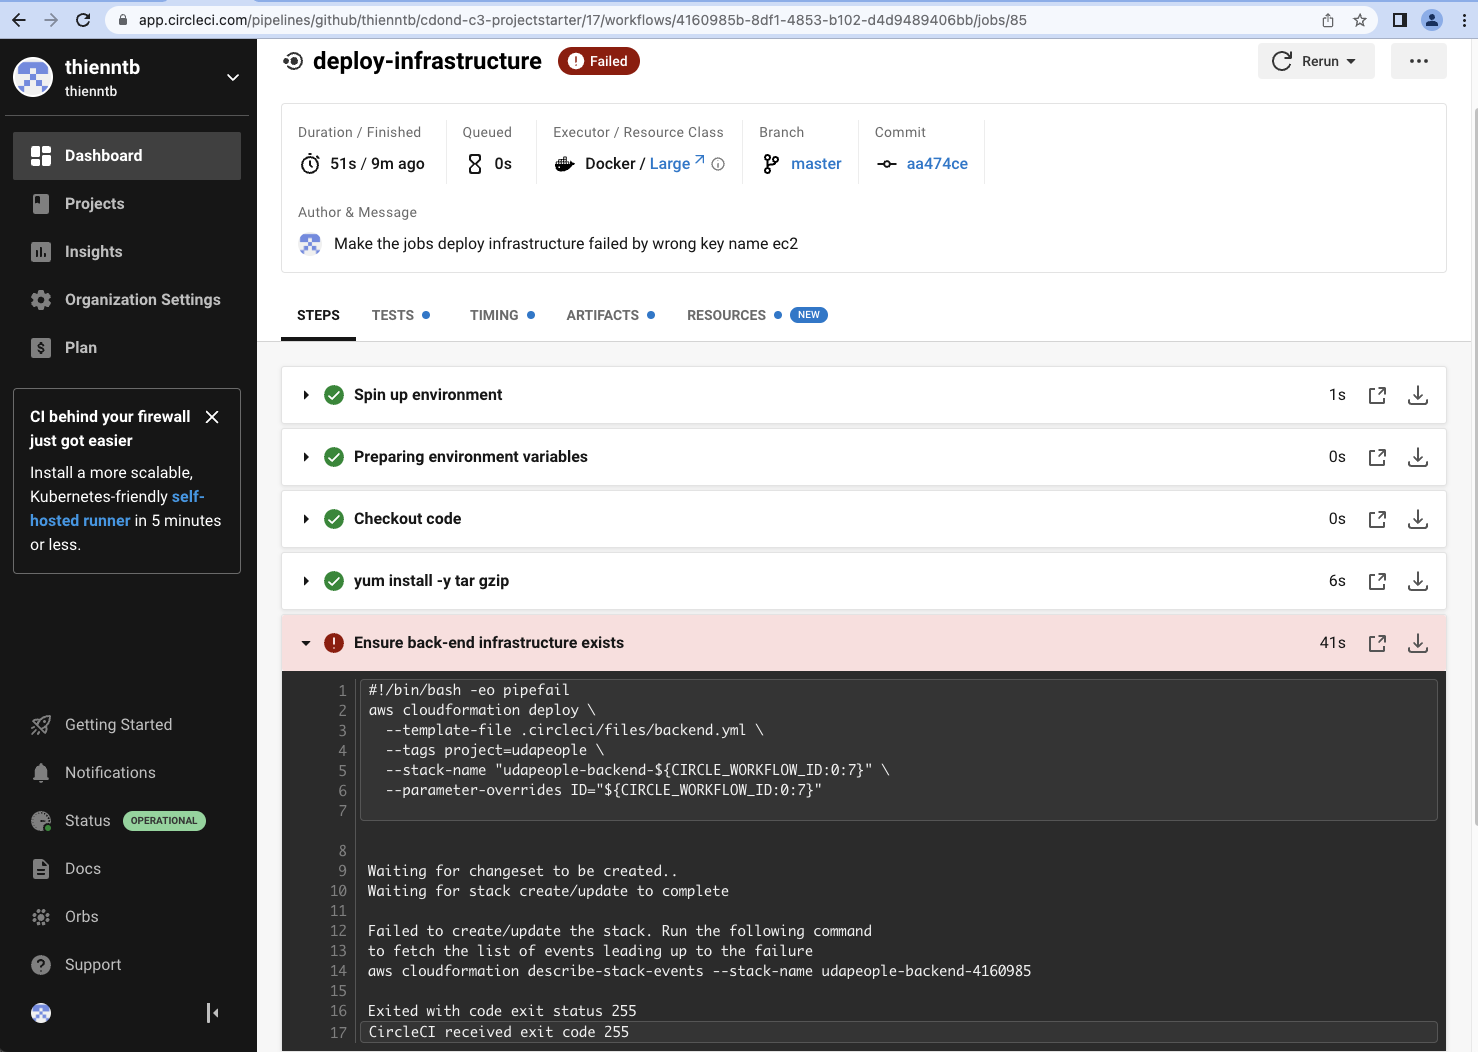 app.circleci.com/pipelines/github/thienntb/cdond-c3-projectstarter/17/workflows/4160985b-8df1-4853-b102-d4d9489406bb/jobs/85
thienntb
thienntb
Dashboard
Projects
Insights
Organization Settings
Plan
CI behind your firewall
just got easier
Install a more scalable,
Kubernetes-friendly self-
hosted runner in 5 minutes
or less.
Getting Started
Notifications
Status OPERATIONAL
Docs
Orbs
Support
deploy-infrastructure Failed
Rerun
Duration / Finished
51s / 9m ago
Queued
0s
Executor / Resource Class
Docker / Large
Branch
master
Commit
aa474ce
Author & Message
Make the jobs deploy infrastructure failed by wrong key name ec2
STEPS TESTS TIMING ARTIFACTS RESOURCES NEW
Spin up environment 1s
Preparing environment variables 0s
Checkout code 0s
yum install -y tar gzip 6s
Ensure back-end infrastructure exists 41s
1 #!/bin/bash -eo pipefail
2 aws cloudformation deploy \
3 --template-file .circleci/files/backend.yml \
4 --tags project=udapeople \
5 --stack-name "udapeople-backend-${CIRCLE_WORKFLOW_ID:0:7}" \
6 --parameter-overrides ID="${CIRCLE_WORKFLOW_ID:0:7}"
7
8
9 Waiting for changeset to be created..
10 Waiting for stack create/update to complete
11
12 Failed to create/update the stack. Run the following command
13 to fetch the list of events leading up to the failure
14 aws cloudformation describe-stack-events --stack-name udapeople-backend-4160985
15
16 Exited with code exit status 255
17 CircleCI received exit code 255